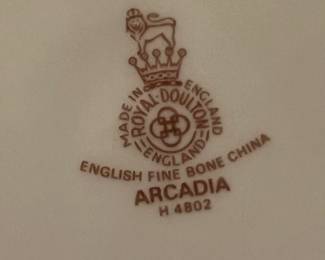 MADE IN ENGLAND
ROYAL·DOULTON
ENGLAND
ENGLISH FINE BONE CHINA
ARCADIA
H 4802